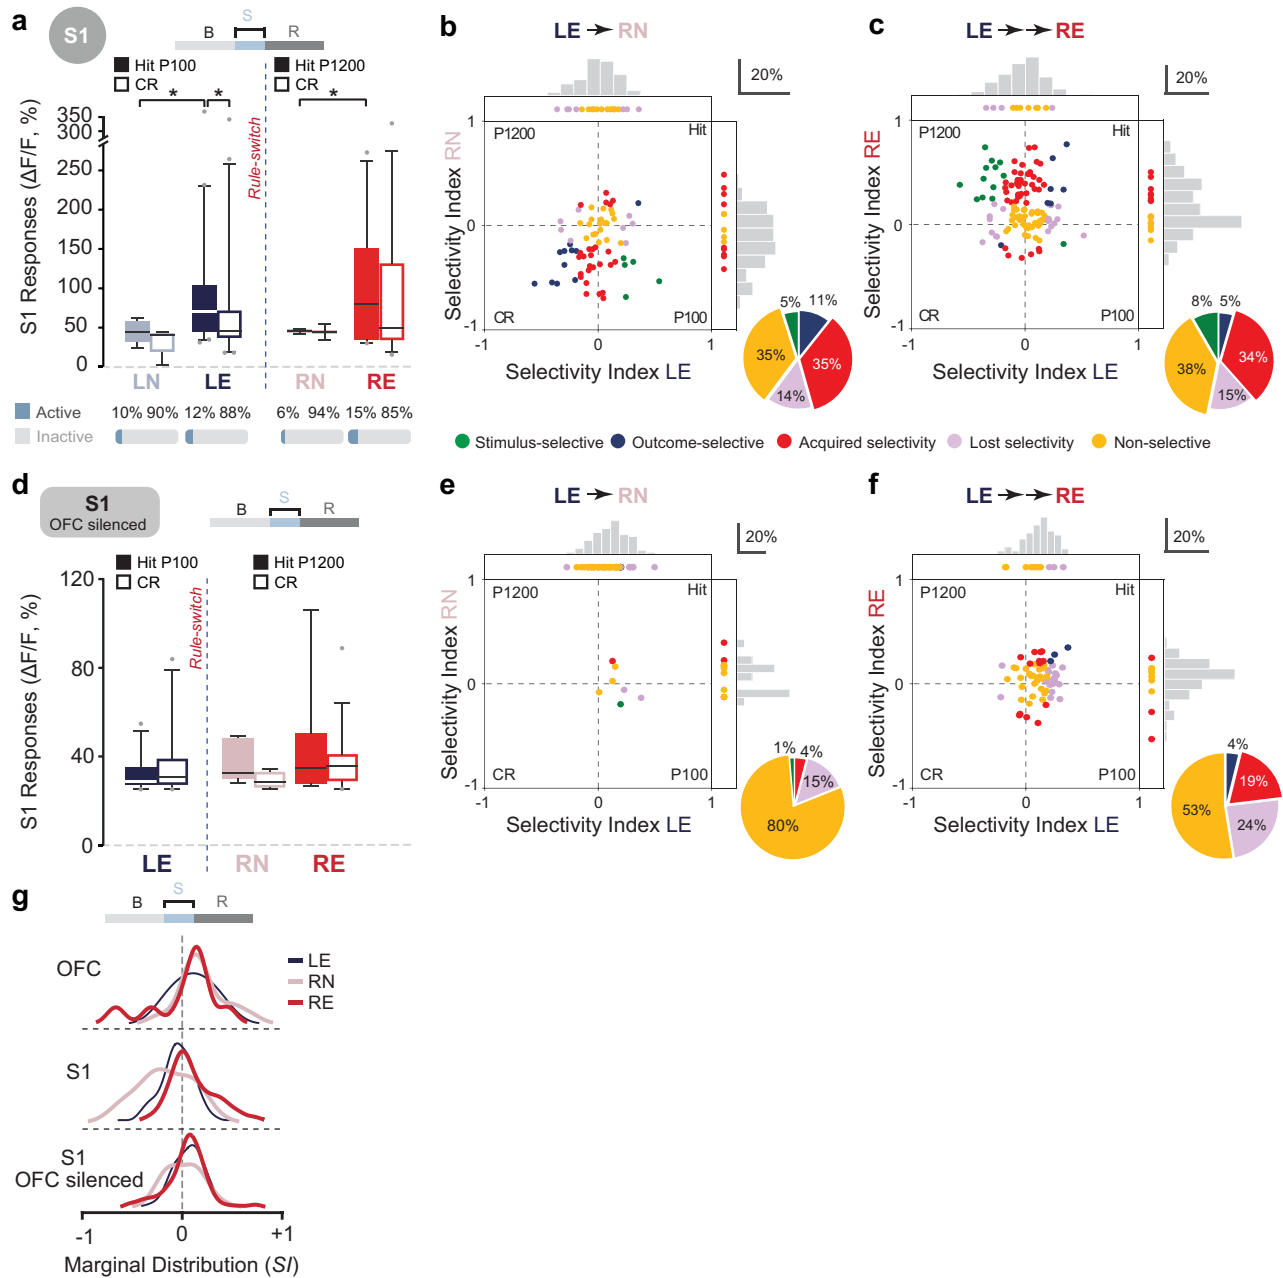 a
S1
B
S
R
Hit P100
CR
Hit P1200
CR
*
*
*
S1 Responses (ΔF/F, %)
350
300
250
200
150
100
50
0
Rule-switch
LN
LE
RN
RE
Active
10% 90% 12% 88% 6% 94% 15% 85%
Inactive
b
LE RN
20%
P1200
Hit
CR
P100
Selectivity Index RN
1
0
-1
-1
0
1
Selectivity Index LE
5%
11%
35%
35%
14%
c
LE RE
20%
P1200
Hit
CR
P100
Selectivity Index RE
1
0
-1
-1
0
1
Selectivity Index LE
8%
5%
38%
34%
15%
Stimulus-selective
Outcome-selective
Acquired selectivity
Lost selectivity
Non-selective
d
S1
OFC silenced
B
S
R
Hit P100
CR
Hit P1200
CR
S1 Responses (ΔF/F, %)
120
80
40
0
Rule-switch
LE
RN
RE
e
LE RN
20%
P1200
Hit
CR
P100
Selectivity Index RN
1
0
-1
-1
0
1
Selectivity Index LE
1%
4%
15%
80%
f
LE RE
20%
P1200
Hit
CR
P100
Selectivity Index RE
1
0
-1
-1
0
1
Selectivity Index LE
4%
19%
53%
24%
g
B
S
R
OFC
LE
RN
RE
S1
S1
OFC silenced
-1
0
+1
Marginal Distribution (SI)